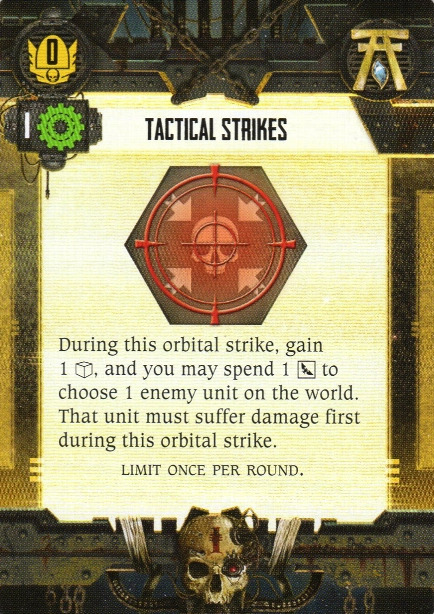 0
1
TACTICAL STRIKES
During this orbital strike, gain
1 , and you may spend 1 to
choose 1 enemy unit on the world.
That unit must suffer damage first
during this orbital strike.
LIMIT ONCE PER ROUND.